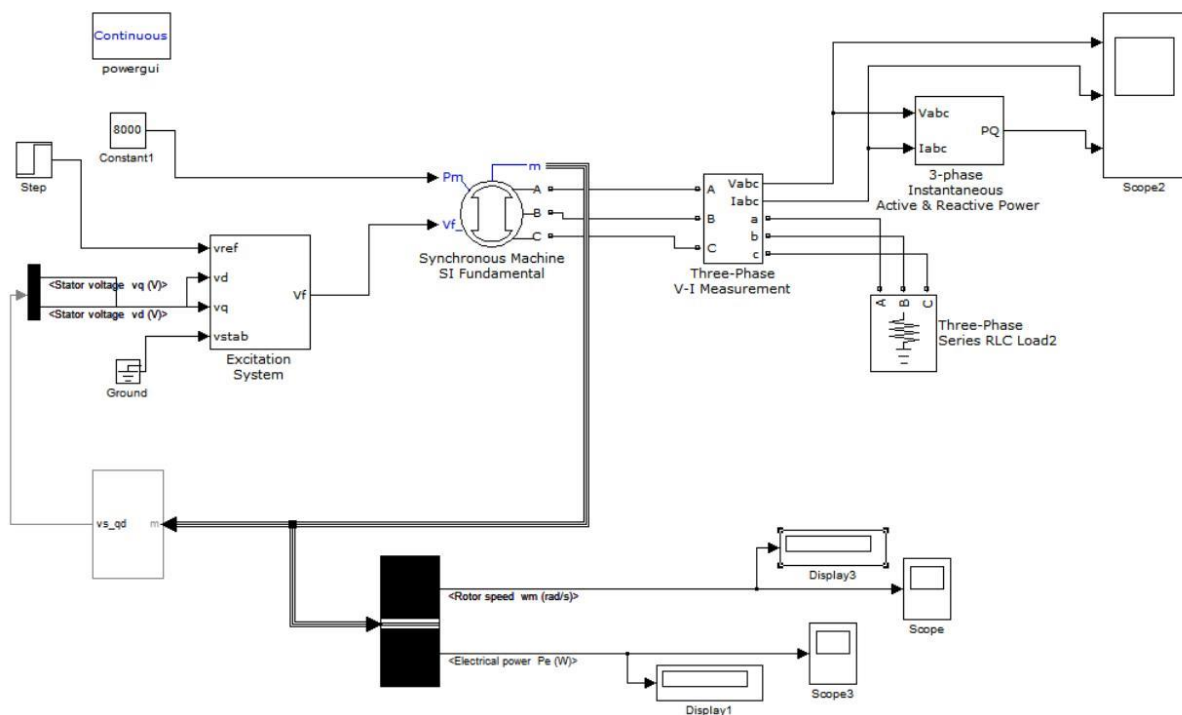 Continuous
powergui
8000
Constant1
Step
Pm
m
A
Vf_
B
C
Synchronous Machine
SI Fundamental
A
B
C
Vabc
Iabc
a
b
c
Three-Phase
V-I Measurement
Vabc
Iabc
PQ
3-phase
Instantaneous
Active & Reactive Power
Scope2
A B C
Three-Phase
Series RLC Load2
vref
vd
vq
vstab
Vf
Excitation
System
<Stator voltage vq (V)>
<Stator voltage vd (V)>
Ground
vs_qd
m
<Rotor speed wm (rad/s)>
<Electrical power Pe (W)>
Display3
Scope
Scope3
Display1